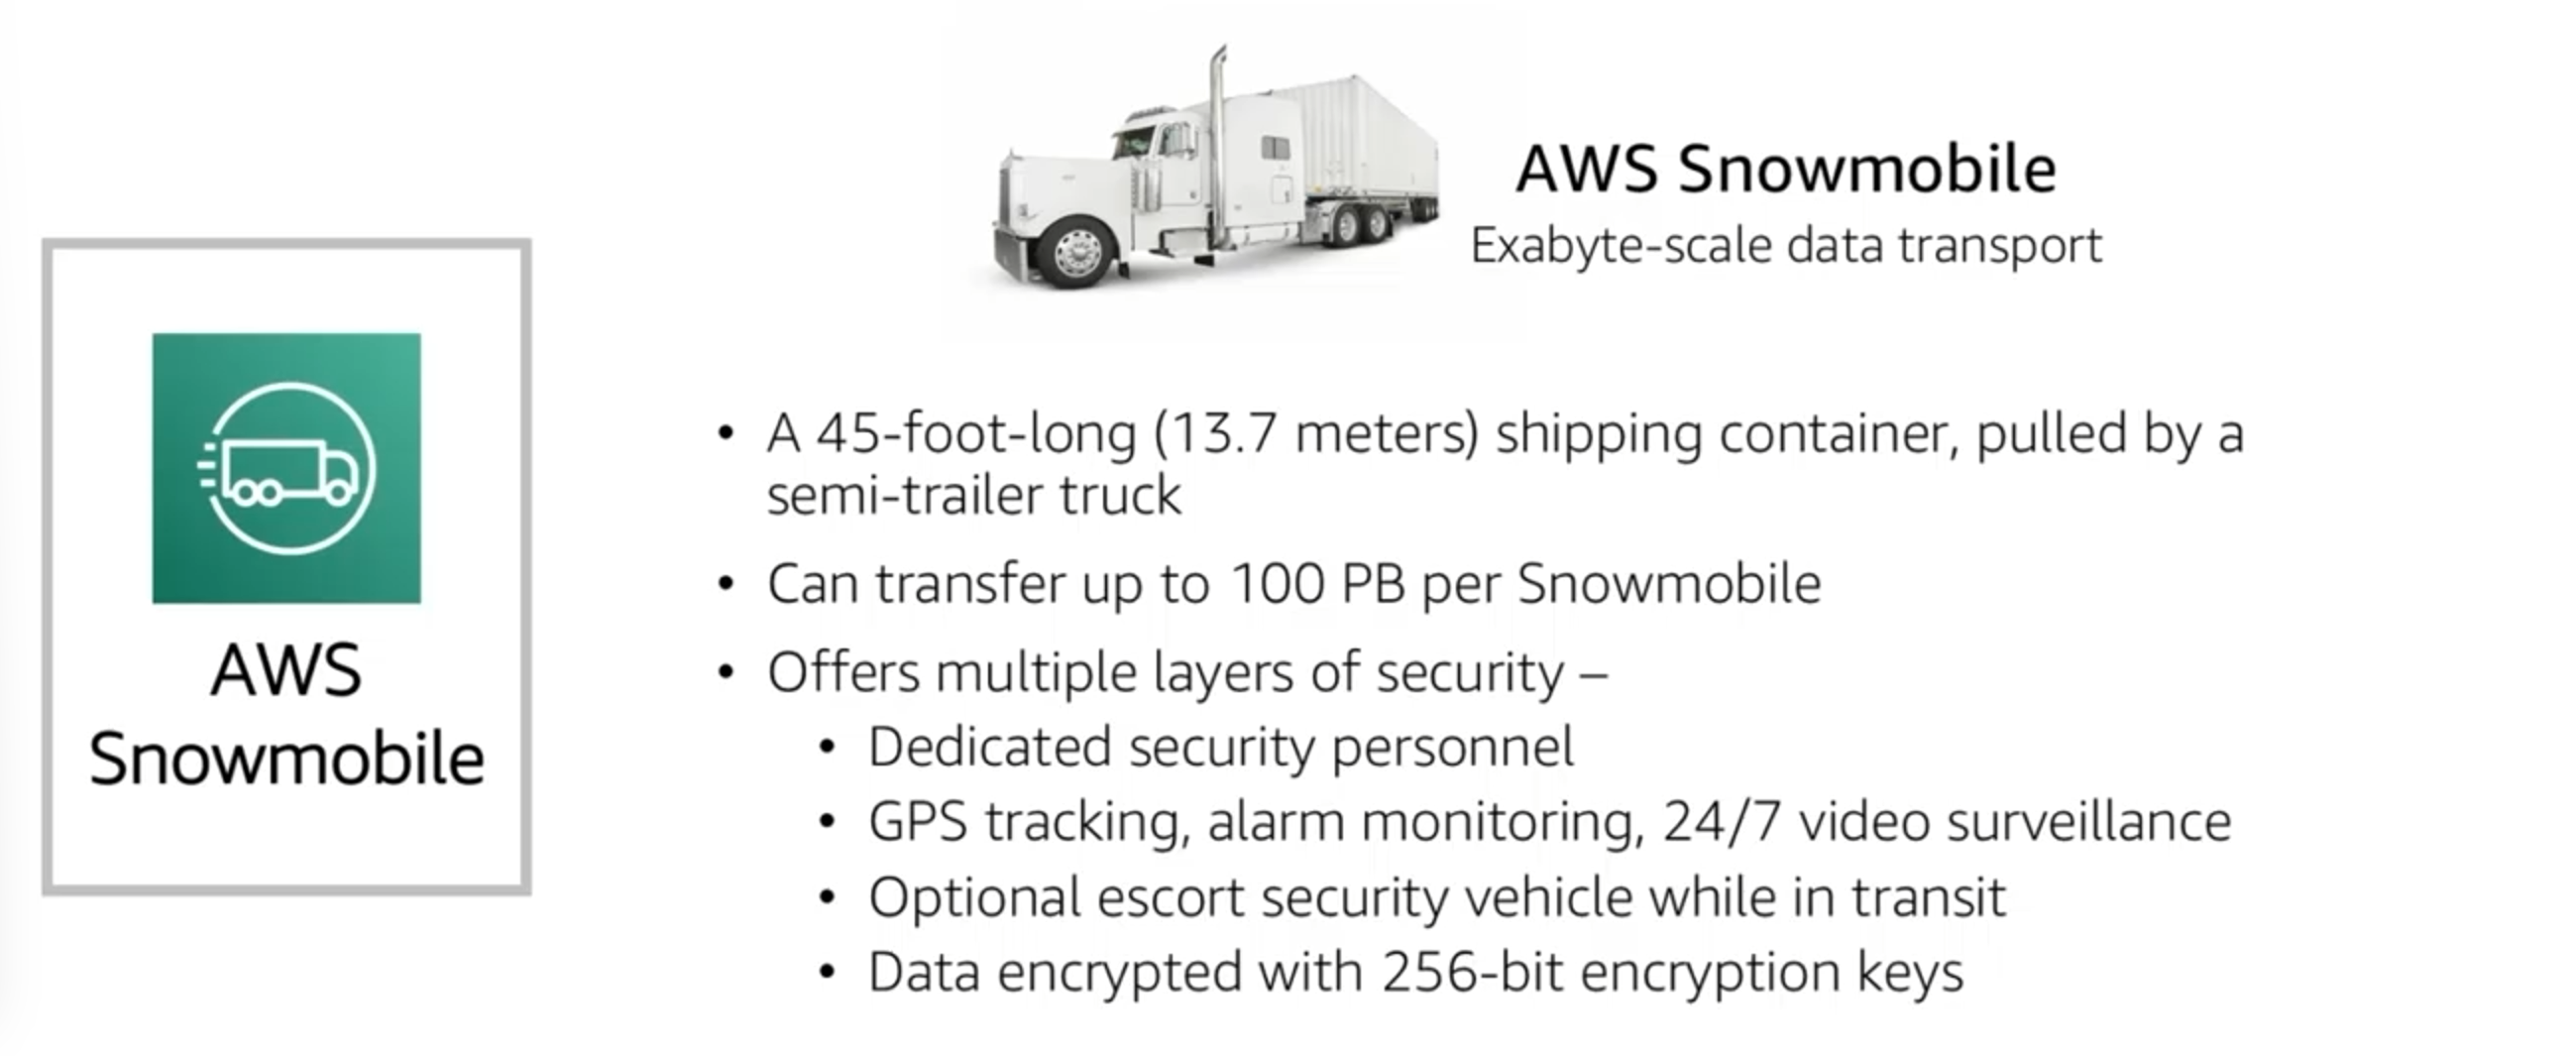 AWS Snowmobile
Exabyte-scale data transport
AWS
Snowmobile
• A 45-foot-long (13.7 meters) shipping container, pulled by a
semi-trailer truck
• Can transfer up to 100 PB per Snowmobile
• Offers multiple layers of security –
• Dedicated security personnel
• GPS tracking, alarm monitoring, 24/7 video surveillance
• Optional escort security vehicle while in transit
• Data encrypted with 256-bit encryption keys